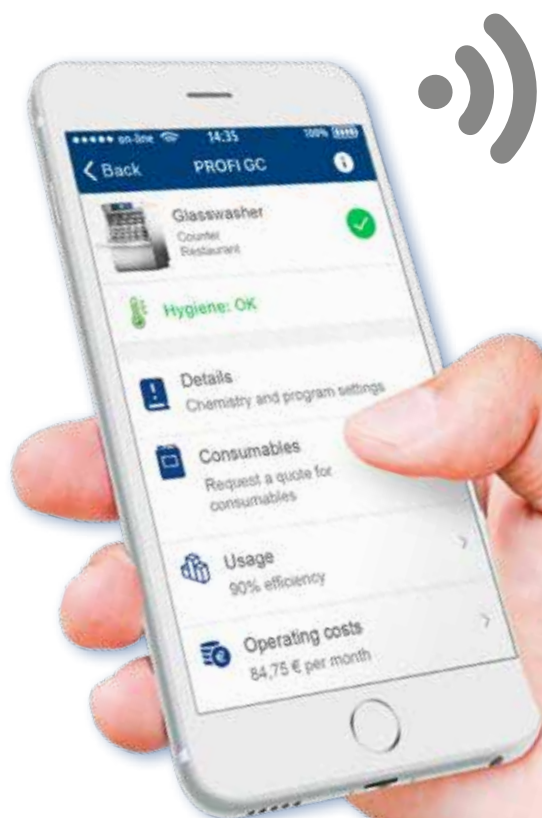 on-line 14:35 100%
Back PROFI GC i
Glasswasher
Counter
Restaurant
Hygiene: OK
Details
Chemistry and program settings
Consumables
Request a quote for
consumables
Usage
90% efficiency
Operating costs
84,75 € per month